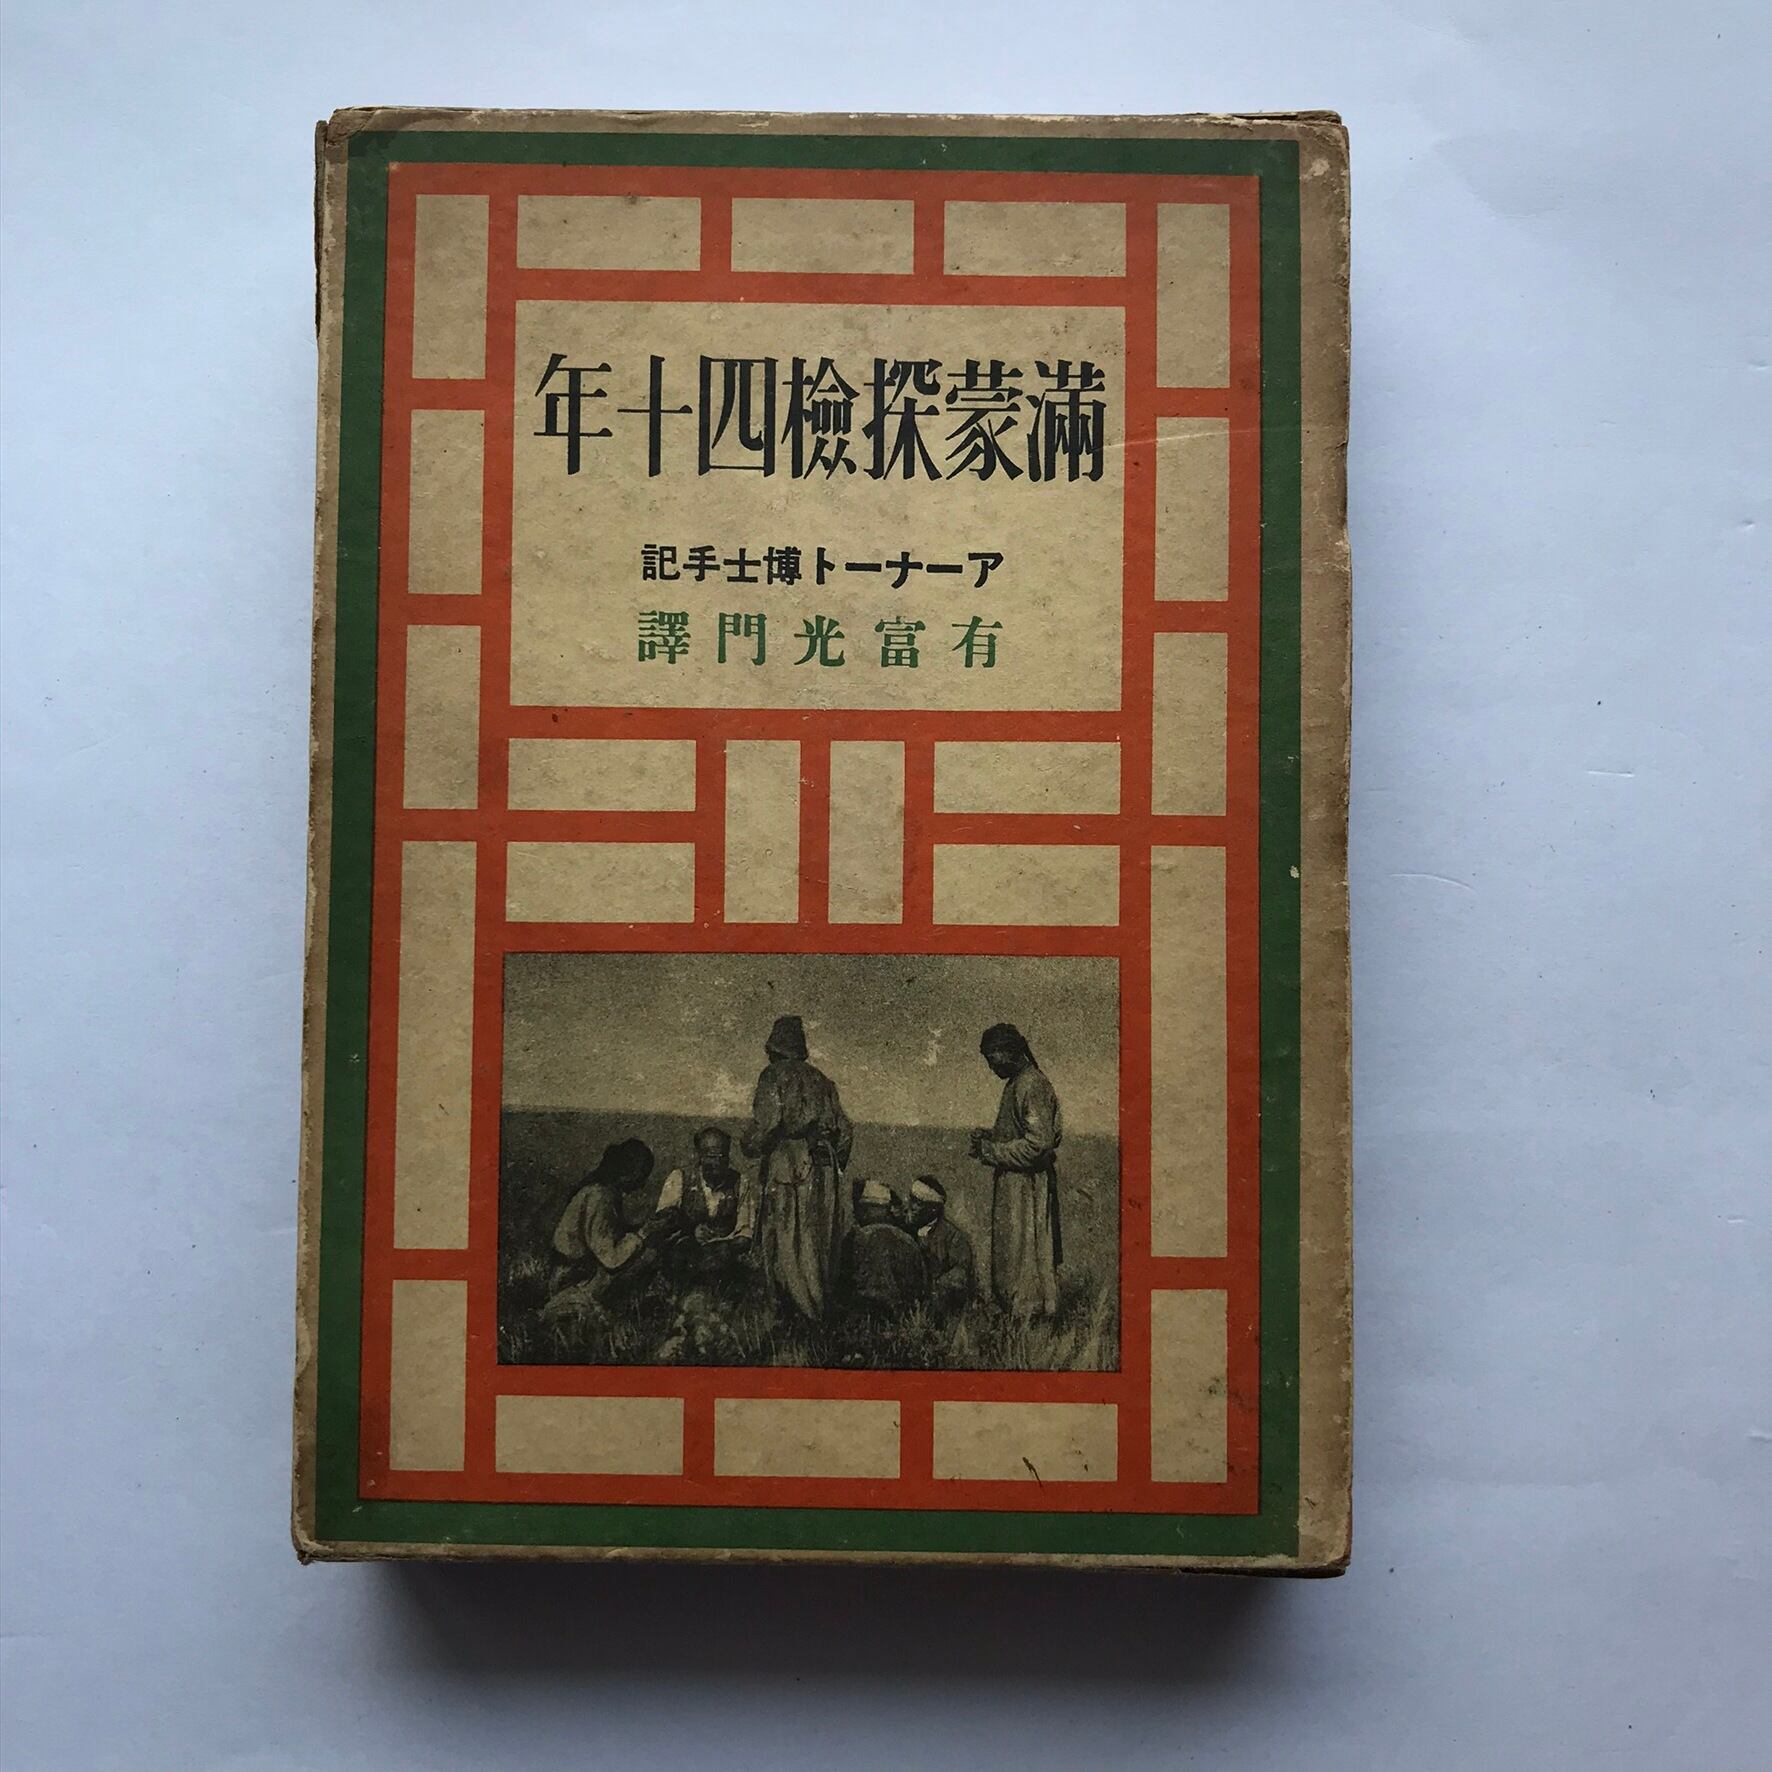 滿蒙探檢四十年
アーナート博士手記
有富光門譯